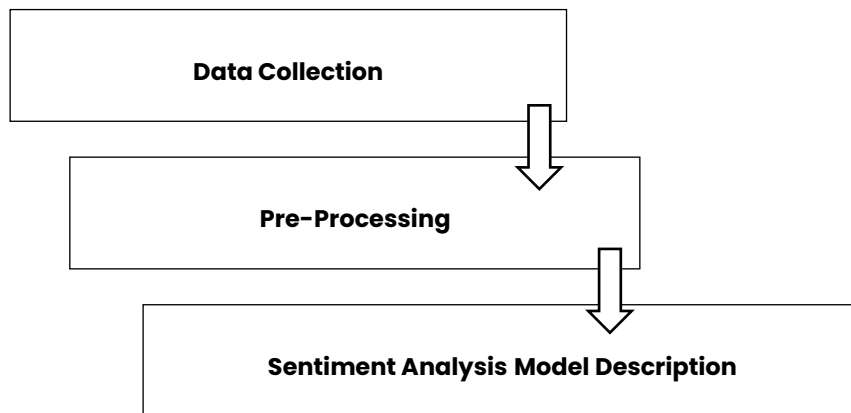 Data Collection
Pre-Processing
Sentiment Analysis Model Description